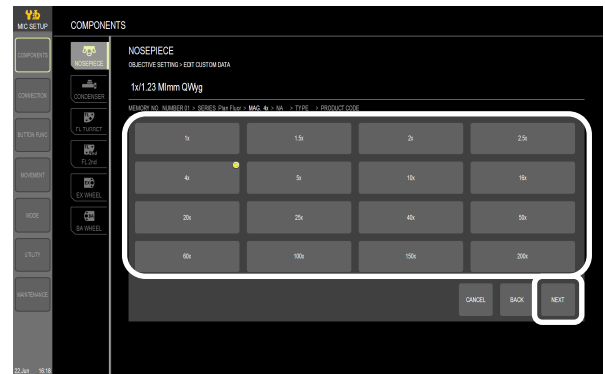 MIC SETUP
COMPONENTS
COMPONENTS
CONNECTION
BUTTON FUNC.
MOVEMENT
MODE
UTILITY
MAINTENANCE
22.Jun 16:18
NOSEPIECE
CONDENSER
FL TURRET
FL 2nd
EX WHEEL
BA WHEEL
NOSEPIECE
OBJECTIVE SETTING > EDIT CUSTOM DATA
1x/1.23 MImm QWyg
MEMORY NO. NUMBER 01 > SERIES Plan Fluor > MAG. 4x > NA > TYPE > PRODUCT CODE
1x 1.5x 2x 2.5x
4x 5x 10x 16x
20x 25x 40x 50x
60x 100x 150x 200x
CANCEL BACK NEXT